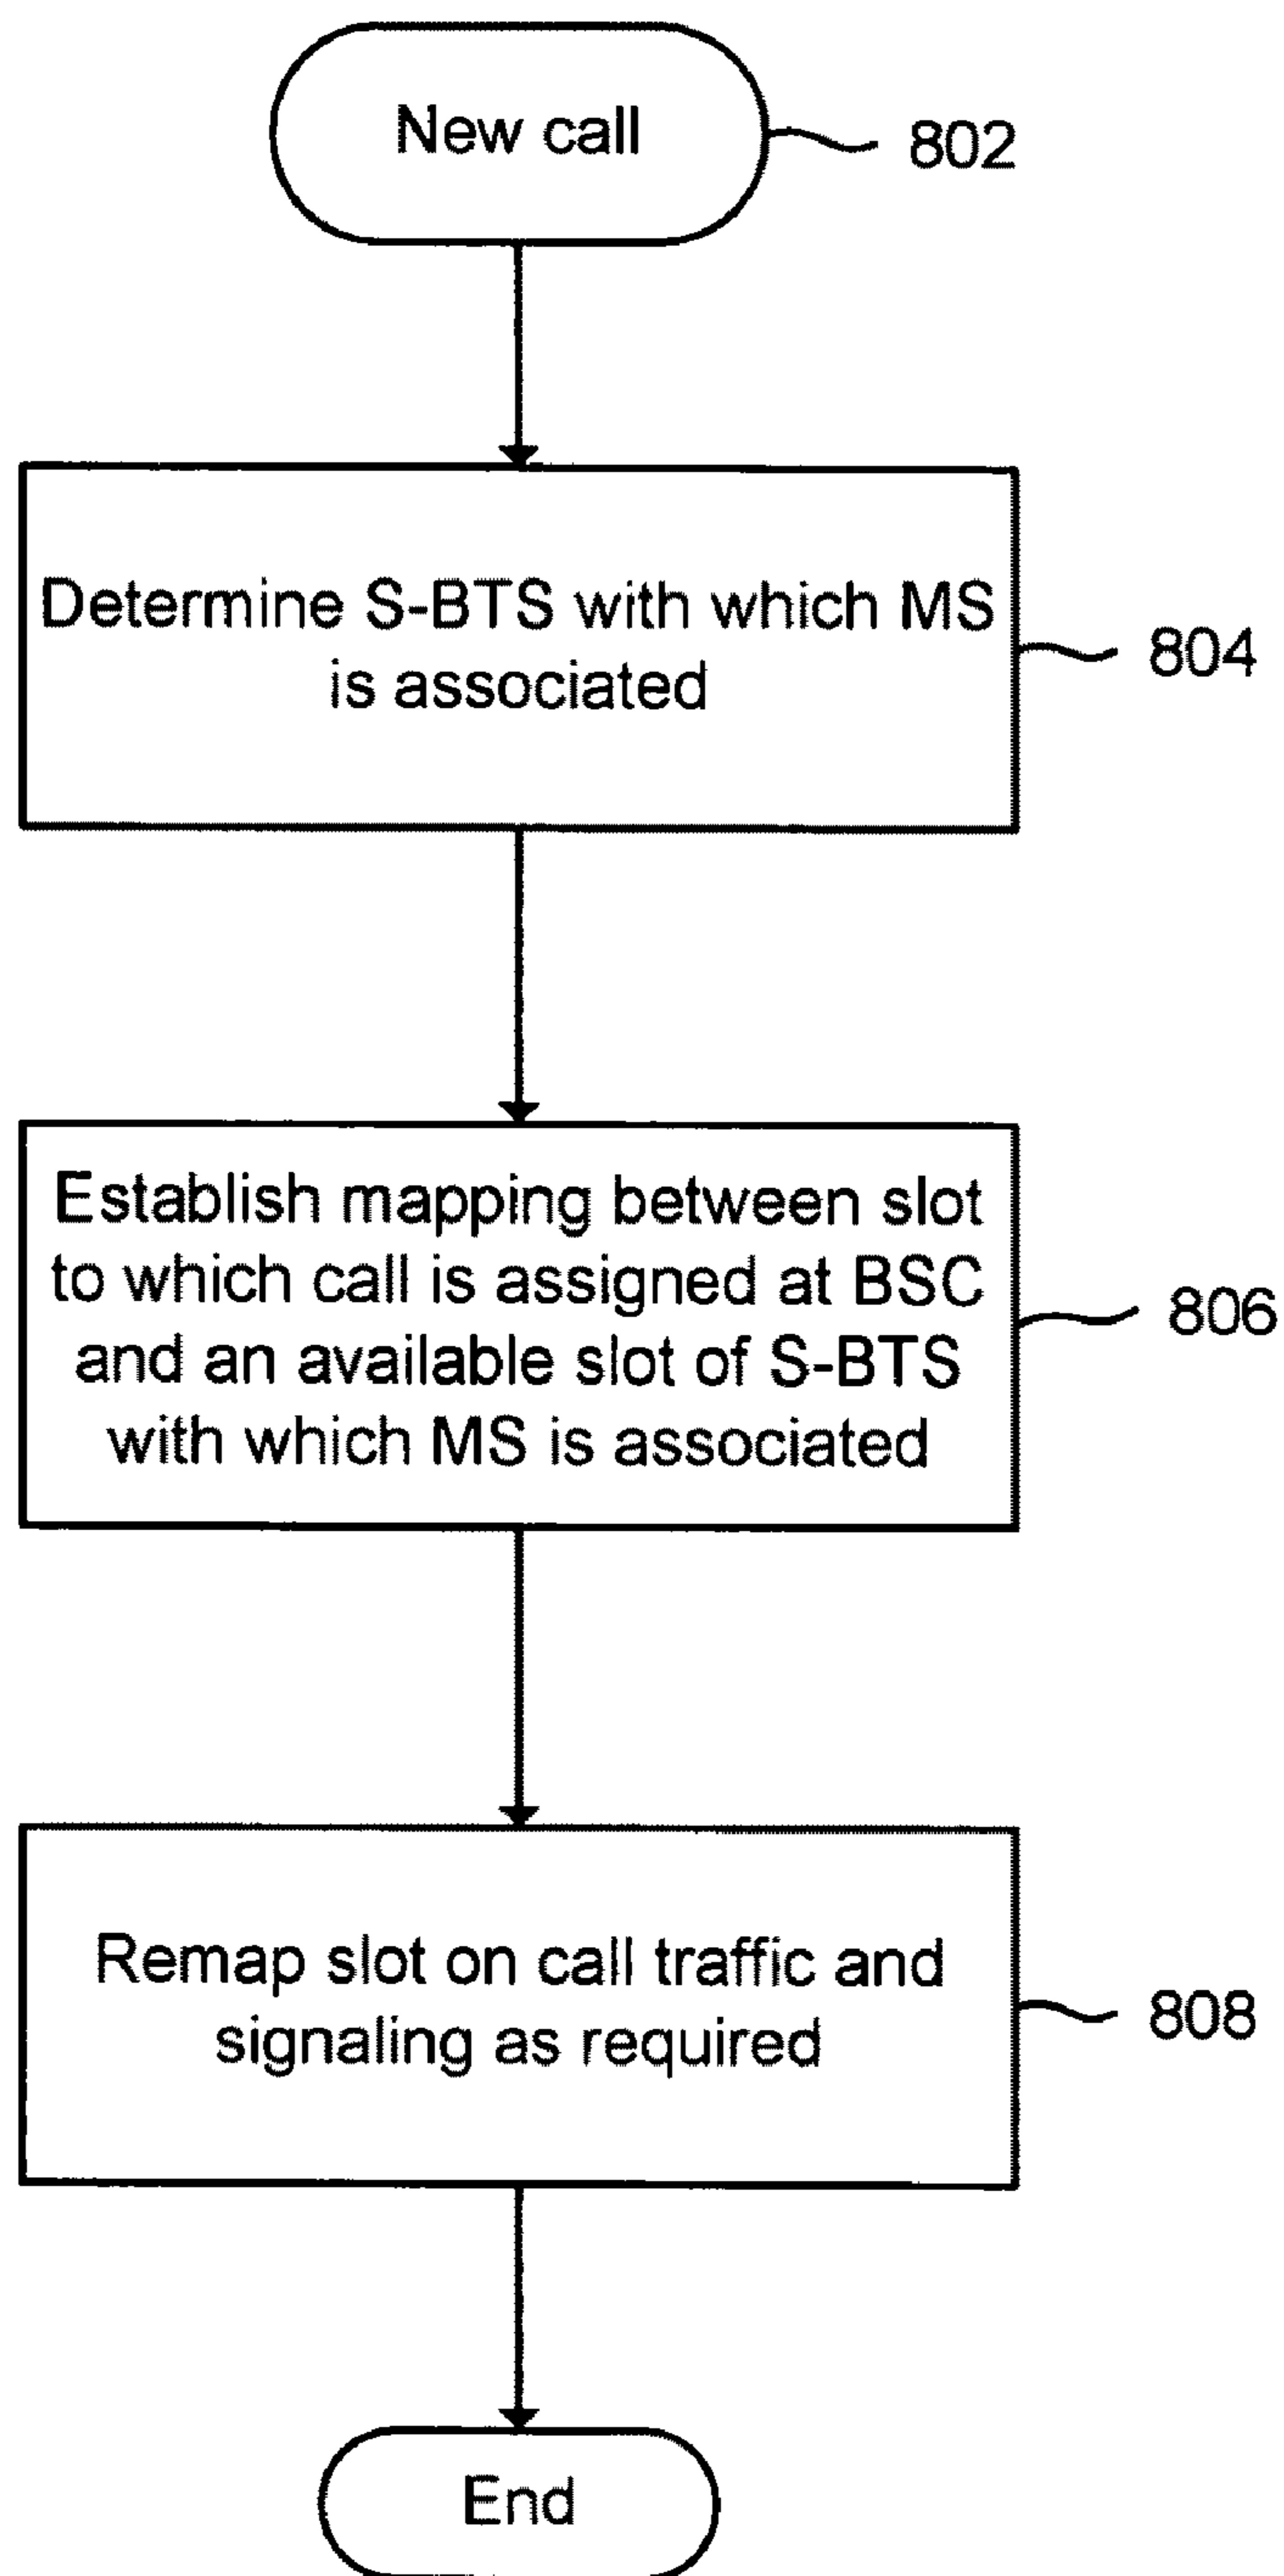 New call
802
Determine S-BTS with which MS
is associated
804
Establish mapping between slot
to which call is assigned at BSC
and an available slot of S-BTS
with which MS is associated
806
Remap slot on call traffic and
signaling as required
808
End